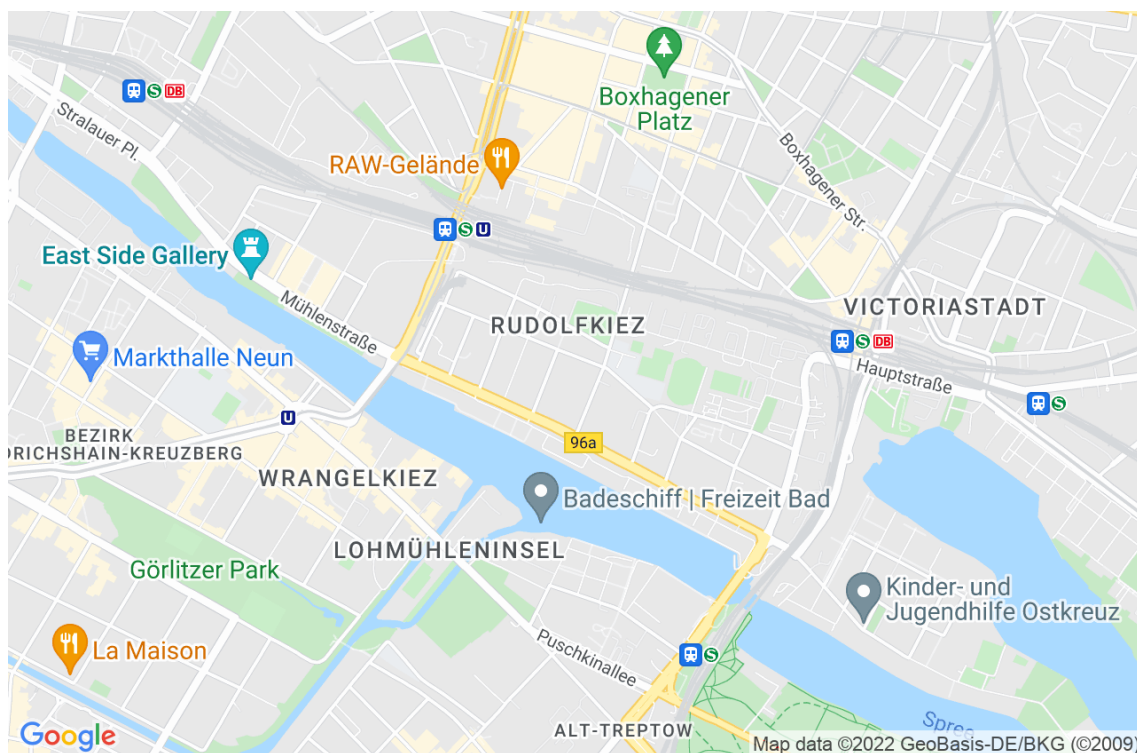 Boxhagener
Platz
S
DB
Stralauer Pl.
RAW-Gelände
Boxhagener Str.
S
U
East Side Gallery
Mühlenstraße
RUDOLFKIEZ
VICTORIASTADT
S
DB
Markthalle Neun
Hauptstraße
S
U
BEZIRK
DRICHSHAIN-KREUZBERG
96a
WRANGELKIEZ
Badeschiff | Freizeit Bad
LOHMÜHLENINSEL
Görlitzer Park
Kinder- und
Jugendhilfe Ostkreuz
La Maison
Puschkinallee
S
ALT-TREPTOW
Spree
Google
Map data ©2022 GeoBasis-DE/BKG (©2009)